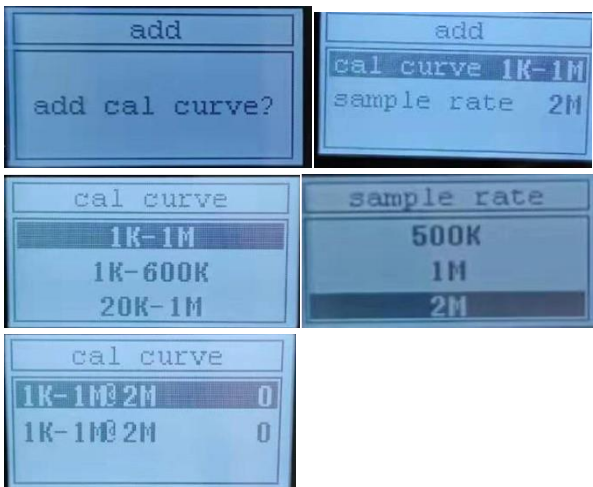 add
add cal curve?
add
cal curve 1K-1M
sample rate 2M
cal curve
1K-1M
1K-600K
20K-1M
sample rate
500K
1M
2M
cal curve
1K-1M@2M 0
1K-1M@2M 0